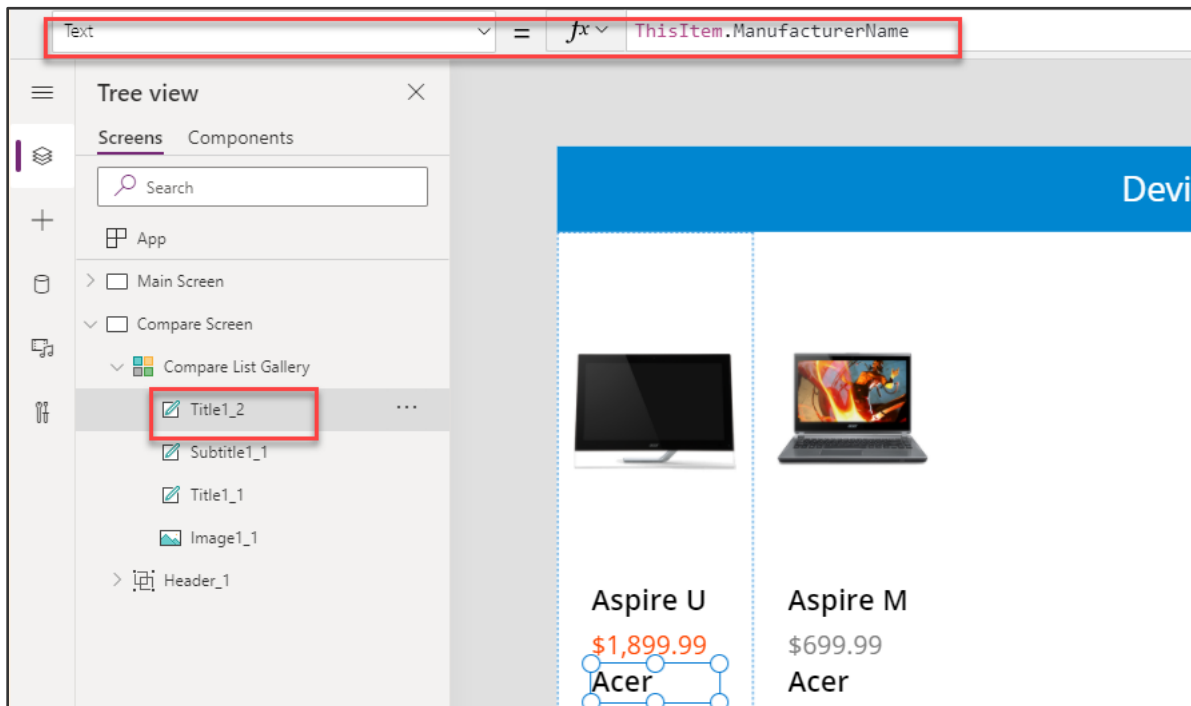 Text = fx ThisItem.ManufacturerName
Tree view
Screens Components
Search
App
Main Screen
Compare Screen
Compare List Gallery
Title1_2 ...
Subtitle1_1
Title1_1
Image1_1
Header_1
Devi
Aspire U Aspire M
$1,899.99 $699.99
Acer Acer